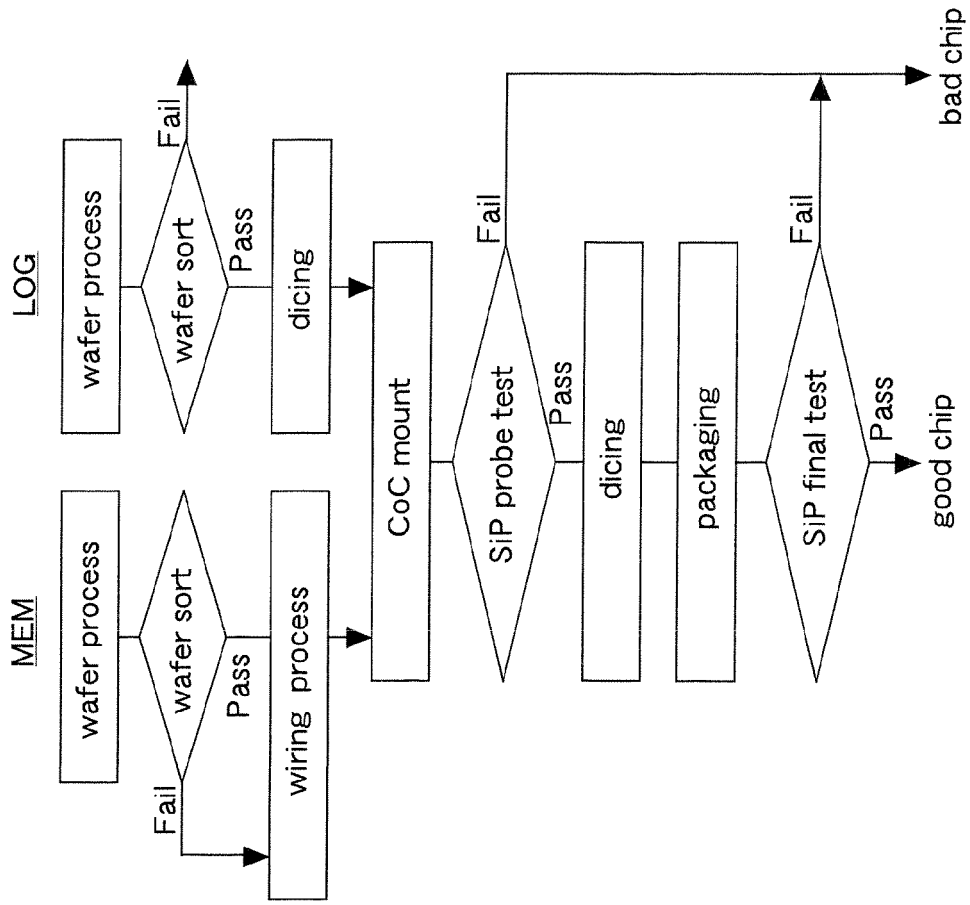 MEM
wafer process
wafer sort
Fail
Pass
wiring process
LOG
wafer process
wafer sort
Fail
Pass
dicing
CoC mount
SiP probe test
Fail
Pass
dicing
packaging
SiP final test
Fail
Pass
good chip
bad chip